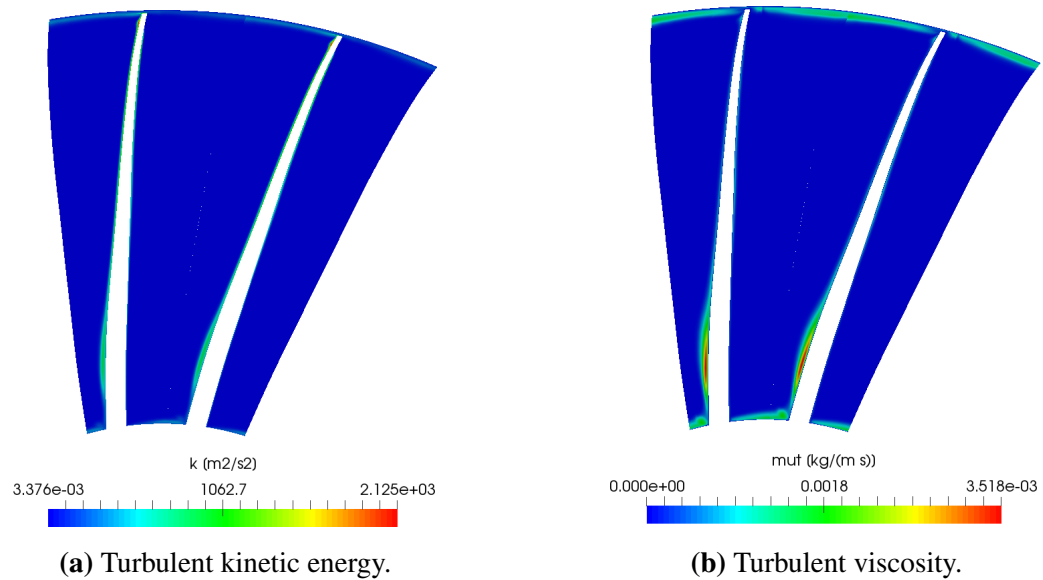 k [m2/s2]
3.376e-03 1062.7 2.125e+03
(a) Turbulent kinetic energy.
mut [kg/(m s)]
0.000e+00 0.0018 3.518e-03
(b) Turbulent viscosity.